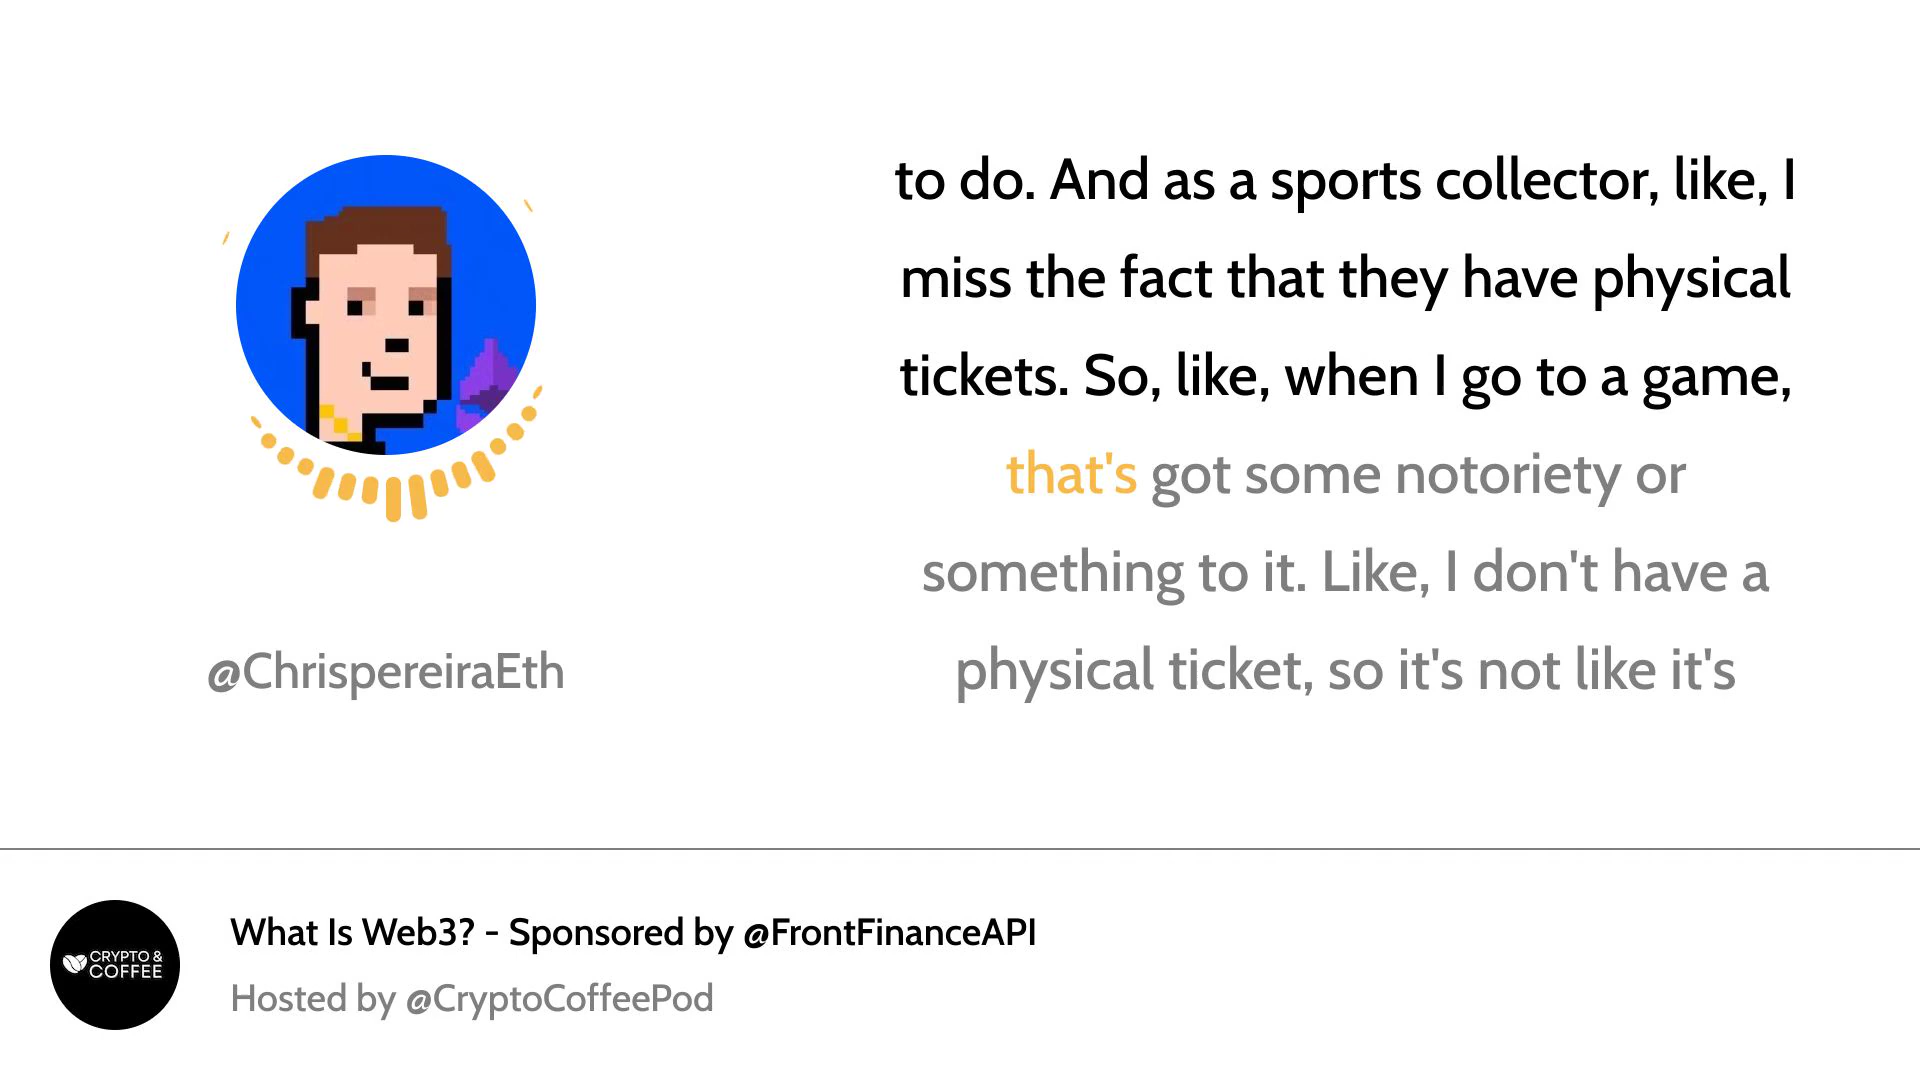 to do. And as a sports collector, like, I
miss the fact that they have physical
tickets. So, like, when I go to a game,
that's got some notoriety or
something to it. Like, I don't have a
physical ticket, so it's not like it's
@ChrispereiraEth
CRYPTO &
COFFEE
What Is Web3? - Sponsored by @FrontFinanceAPI
Hosted by @CryptoCoffeePod